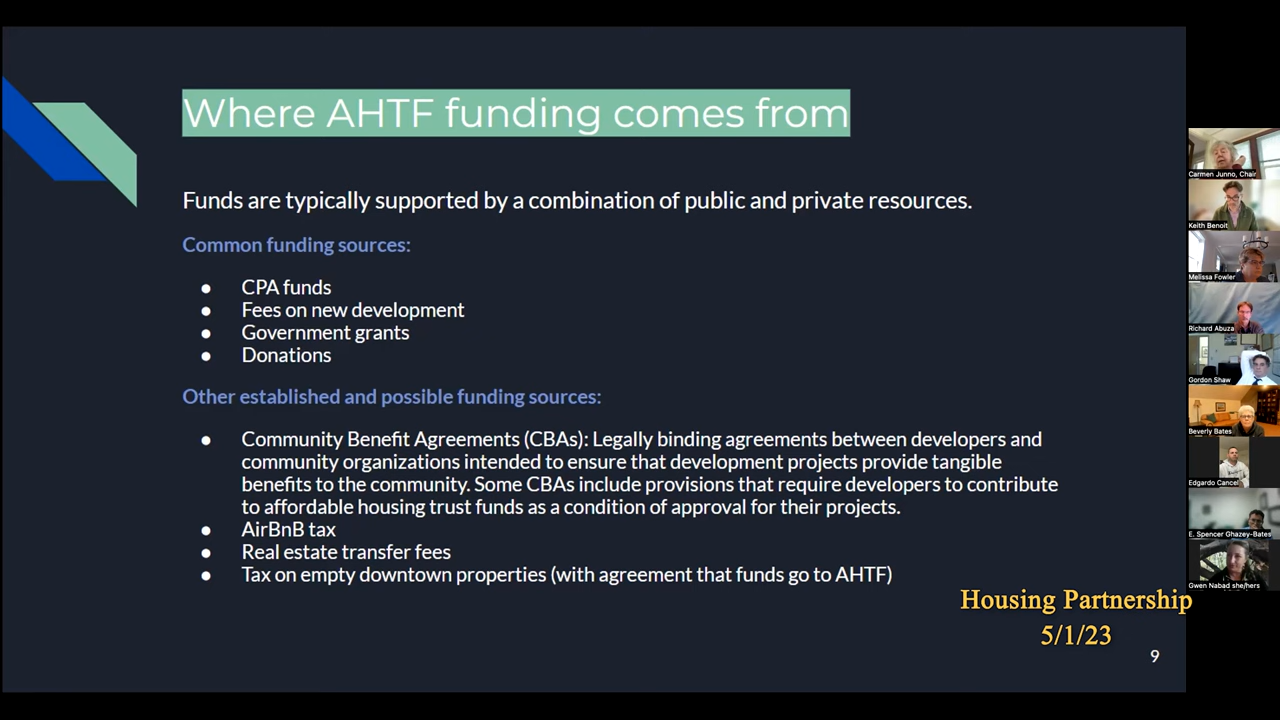 Where AHTF funding comes from
Funds are typically supported by a combination of public and private resources.
Common funding sources:
● CPA funds
● Fees on new development
● Government grants
● Donations
Other established and possible funding sources:
● Community Benefit Agreements (CBAs): Legally binding agreements between developers and
community organizations intended to ensure that development projects provide tangible
benefits to the community. Some CBAs include provisions that require developers to contribute
to affordable housing trust funds as a condition of approval for their projects.
● AirBnB tax
● Real estate transfer fees
● Tax on empty downtown properties (with agreement that funds go to AHTF)
Housing Partnership
5/1/23
9
Carmen Junno, Chair
Keith Benoit
Melissa Fowler
Richard Abuza
Gordon Shaw
Beverly Bates
Edgardo Cancel
E. Spencer Ghazey-Bates
Gwen Nabad she/hers